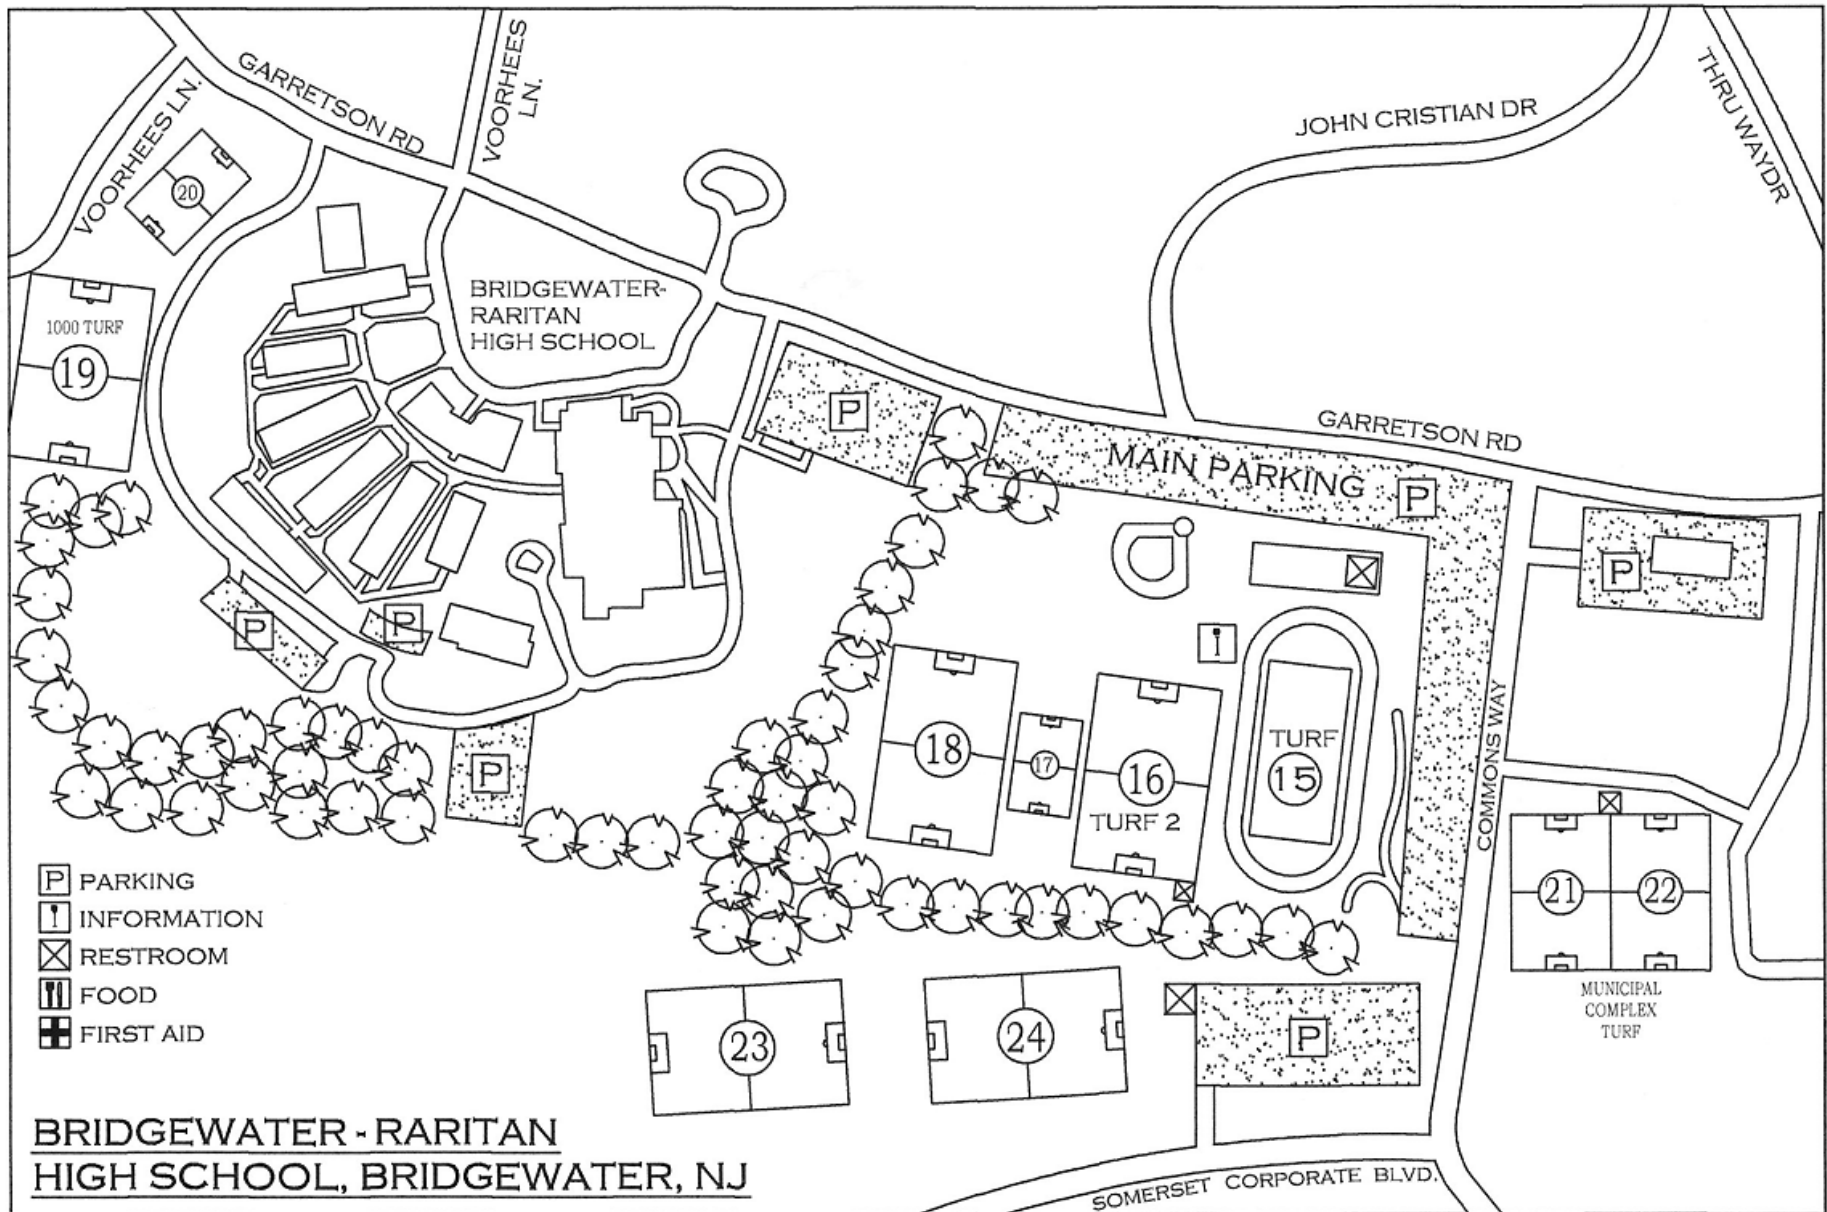 GARRETSON RD
VOORHEES
LN.
VOORHEES LN.
JOHN CRISTIAN DR
THRU WAYDR
20
1000 TURF
19
BRIDGEWATER-
RARITAN
HIGH SCHOOL
P
GARRETSON RD
MAIN PARKING
P
P
P
P
P
18
17
16
TURF 2
TURF
15
COMMONS WAY
21
22
MUNICIPAL
COMPLEX
TURF
P PARKING
INFORMATION
RESTROOM
FOOD
FIRST AID
23
24
P
BRIDGEWATER - RARITAN
HIGH SCHOOL, BRIDGEWATER, NJ
SOMERSET CORPORATE BLVD.